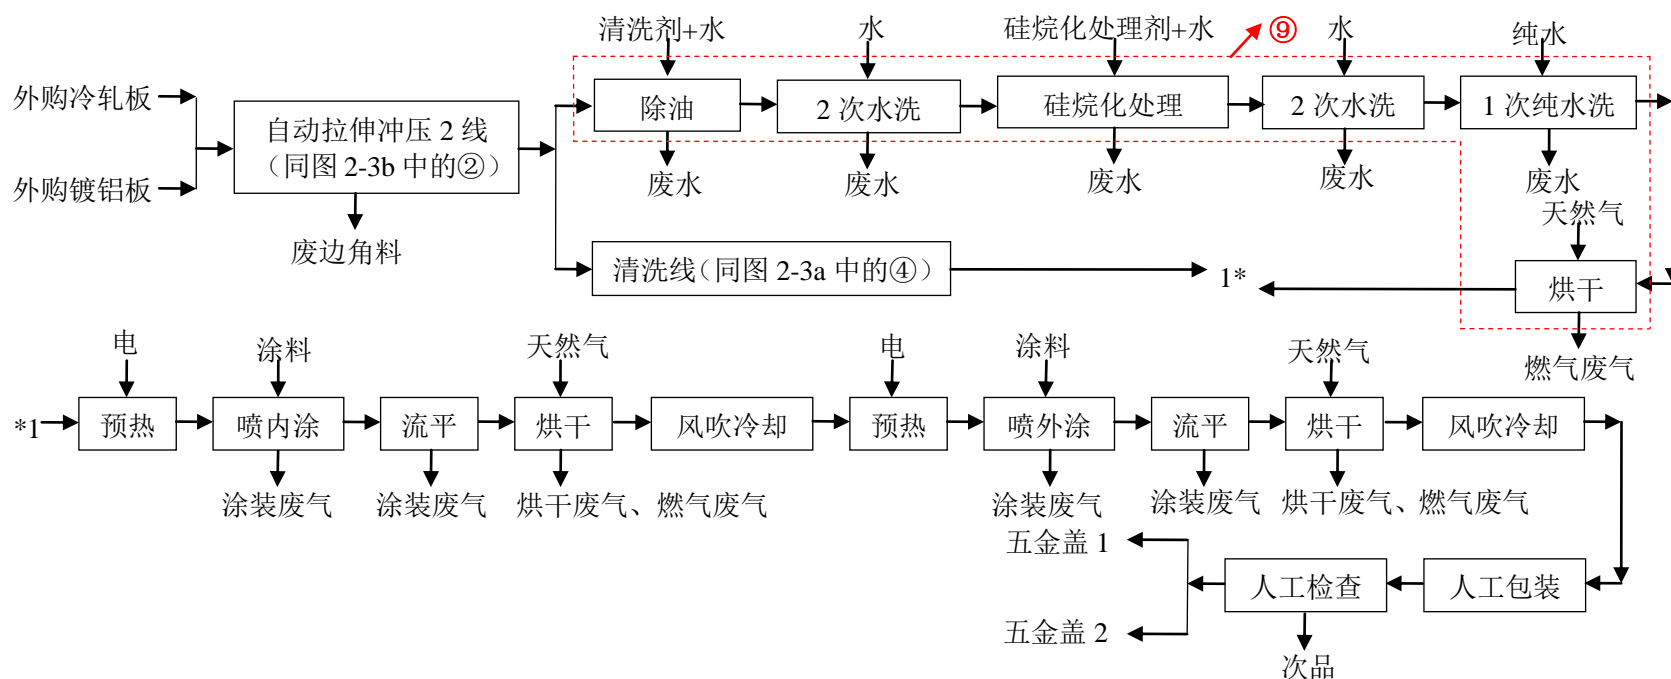 清洗剂+水
水
硅烷化处理剂+水
⑨
水
纯水
外购冷轧板
除油
2 次水洗
硅烷化处理
2 次水洗
1 次纯水洗
自动拉伸冲压 2 线
（同图 2-3b 中的②）
外购镀铝板
废水
废水
废水
废水
废水
天然气
废边角料
清洗线（同图 2-3a 中的④）
1*
烘干
燃气废气
电
涂料
天然气
电
涂料
天然气
*1
预热
喷内涂
流平
烘干
风吹冷却
预热
喷外涂
流平
烘干
风吹冷却
涂装废气
涂装废气
烘干废气、燃气废气
涂装废气
涂装废气
烘干废气、燃气废气
五金盖 1
人工检查
人工包装
五金盖 2
次品